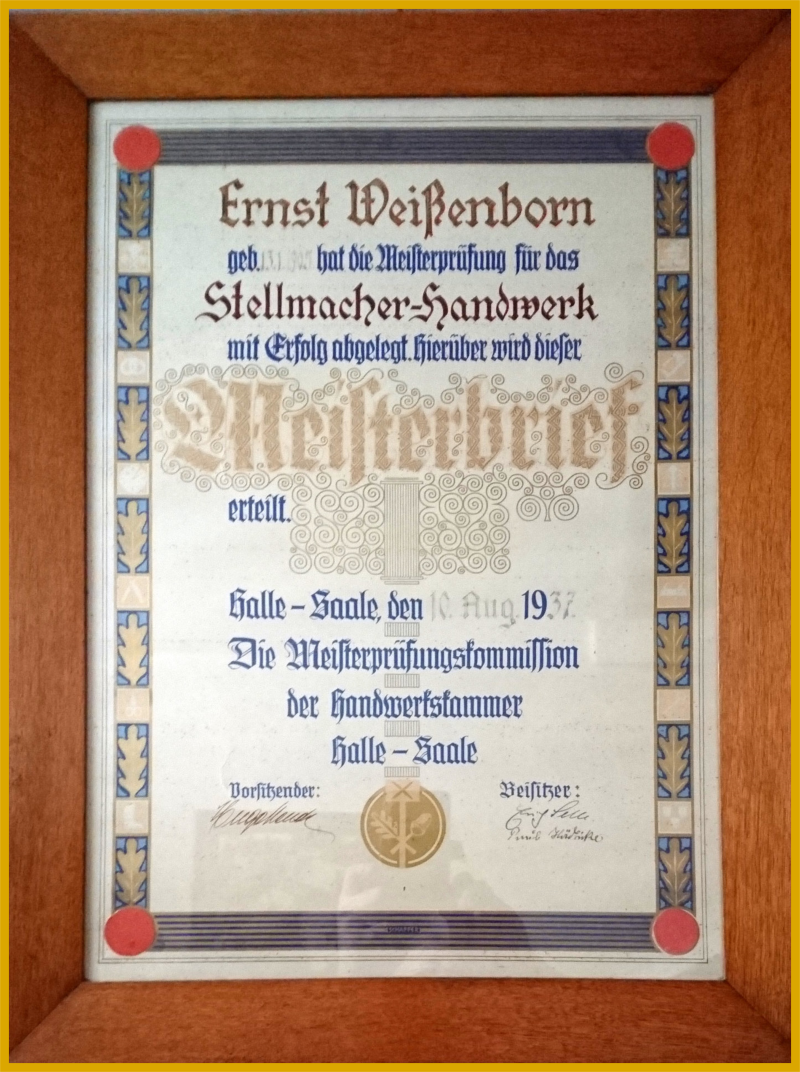 Ernst Weißenborn
geb. hat die Meisterprüfung für das
Stellmacher-Handwerk
mit Erfolg abgelegt. Hierüber wird dieser
Meisterbrief
erteilt.
Halle – Saale, den 10. Aug. 1937.
Die Meisterprüfungskommission
der Handwerkskammer
Halle – Saale
Vorsitzender: Beisitzer: